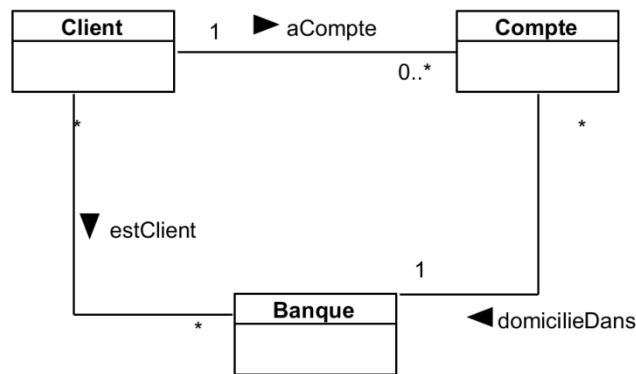 Client
1
aCompte
Compte
0..*
*
*
estClient
1
Banque
*
domicilieDans